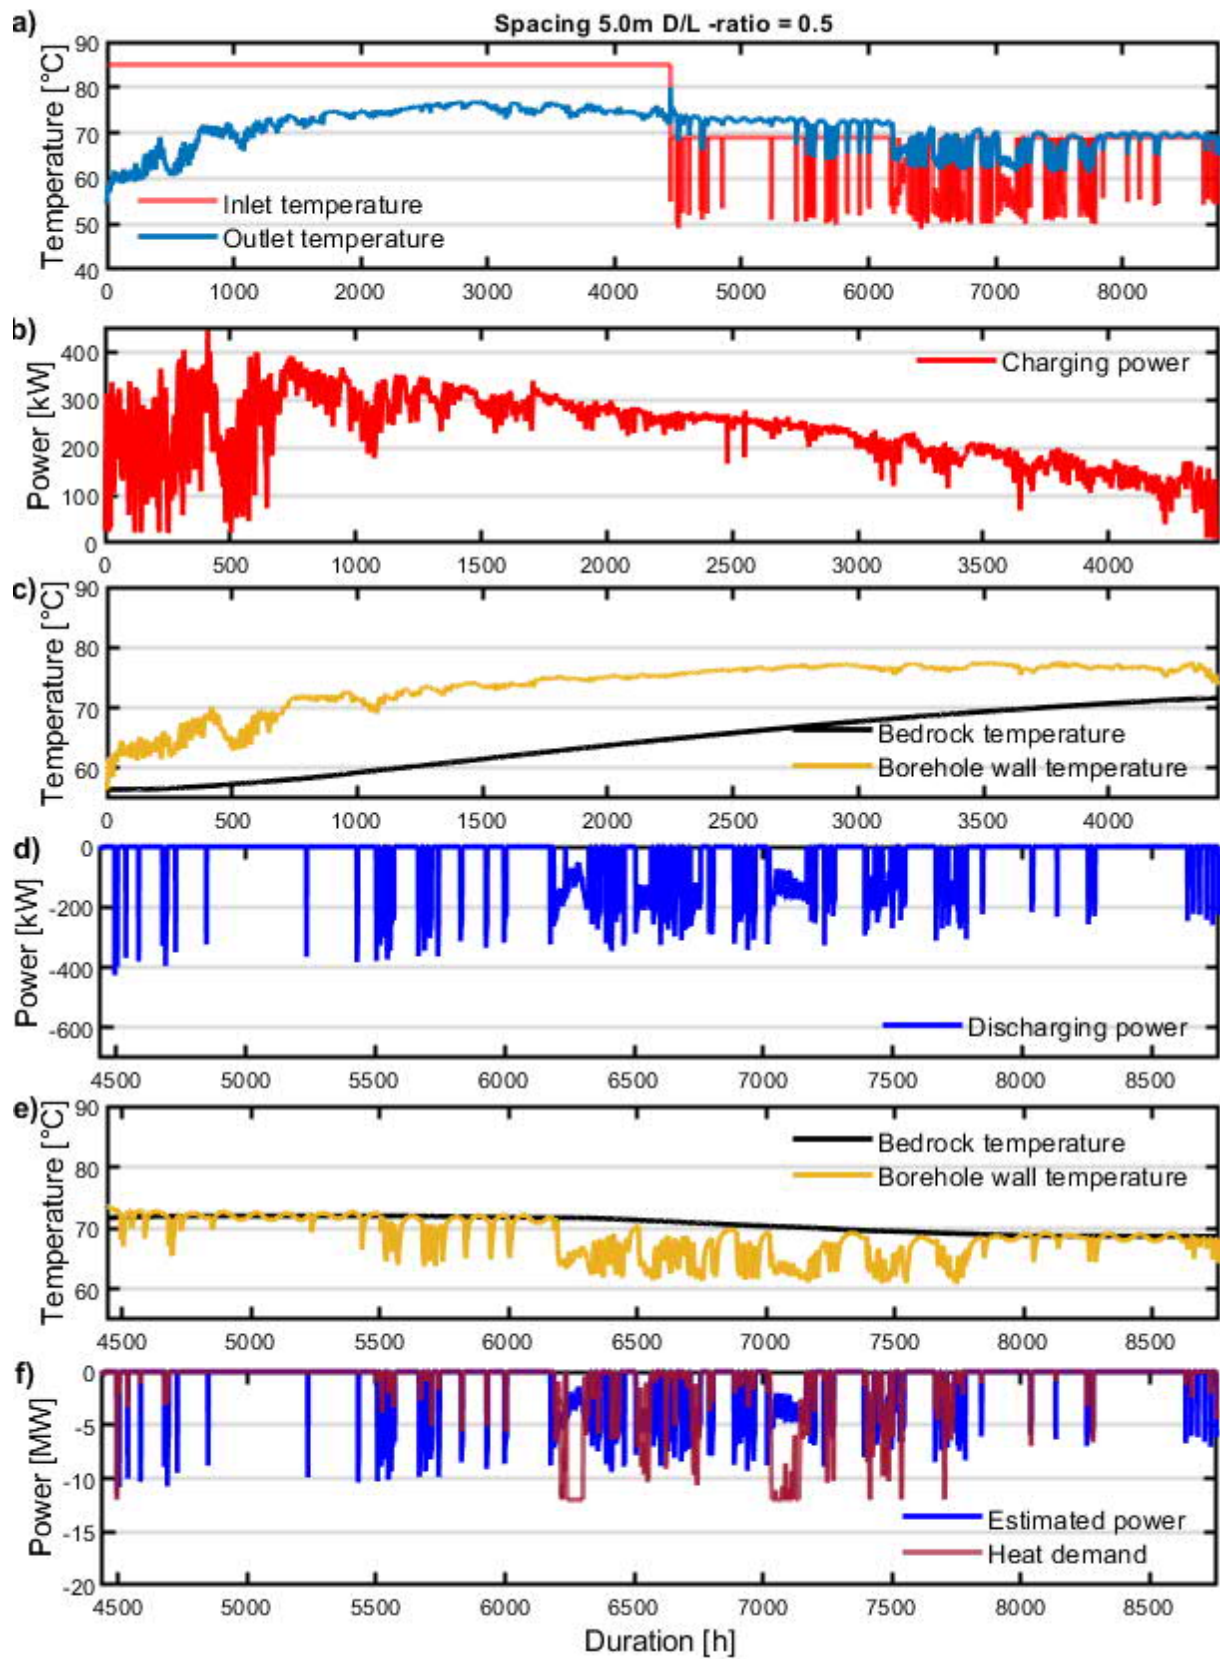 a)
Spacing 5.0m D/L -ratio = 0.5
Temperature [°C]
90
80
70
60
50
40
Inlet temperature
Outlet temperature
0 1000 2000 3000 4000 5000 6000 7000 8000
b)
Power [kW]
400
300
200
100
0
Charging power
0 500 1000 1500 2000 2500 3000 3500 4000
c)
Temperature [°C]
90
80
70
60
Bedrock temperature
Borehole wall temperature
0 500 1000 1500 2000 2500 3000 3500 4000
d)
Power [kW]
0
-200
-400
-600
Discharging power
4500 5000 5500 6000 6500 7000 7500 8000 8500
e)
Temperature [°C]
90
80
70
60
Bedrock temperature
Borehole wall temperature
4500 5000 5500 6000 6500 7000 7500 8000 8500
f)
Power [MW]
0
-5
-10
-15
-20
Estimated power
Heat demand
4500 5000 5500 6000 6500 7000 7500 8000 8500
Duration [h]